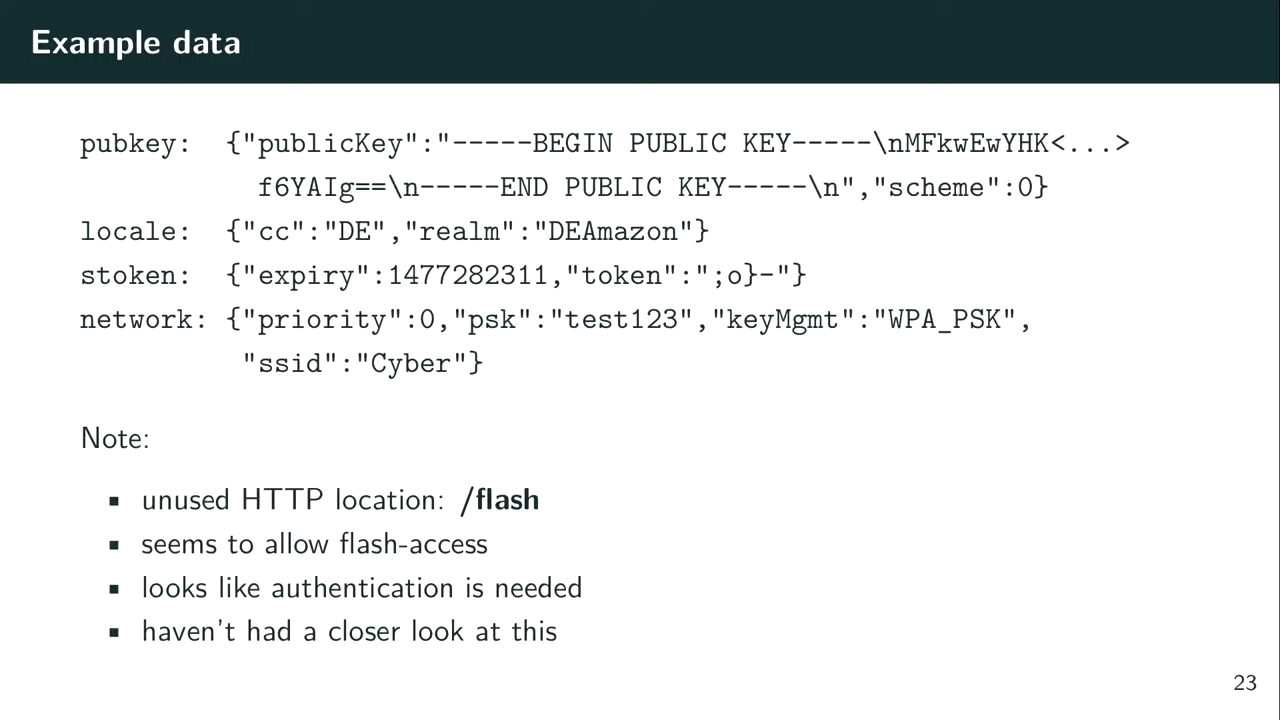 Example data
pubkey: {"publicKey":"-----BEGIN PUBLIC KEY-----\nMFkwEwYHK<...>
f6YAIg==\n-----END PUBLIC KEY-----\n","scheme":0}
locale: {"cc":"DE","realm":"DEAmazon"}
stoken: {"expiry":1477282311,"token":";o}-"}
network: {"priority":0,"psk":"test123","keyMgmt":"WPA_PSK",
"ssid":"Cyber"}
Note:
▪ unused HTTP location: /flash
▪ seems to allow flash-access
▪ looks like authentication is needed
▪ haven't had a closer look at this
23